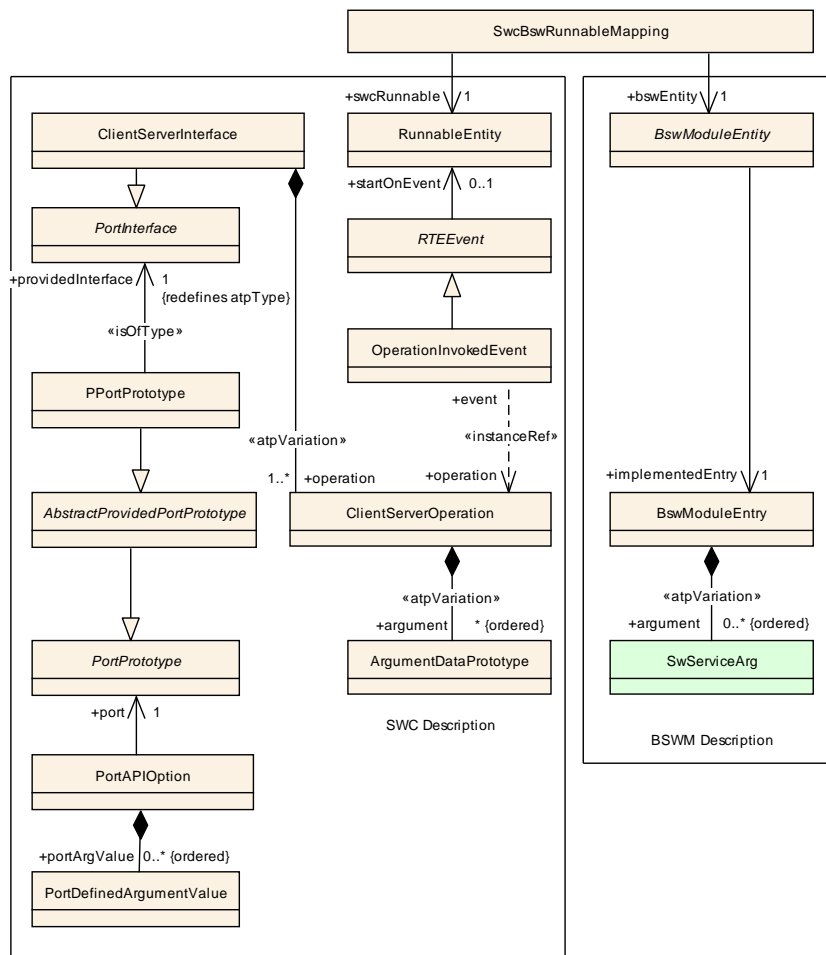 SwcBswRunnableMapping
+swcRunnable 1
+bswEntity 1
ClientServerInterface
RunnableEntity
BswModuleEntity
+startOnEvent 0..1
PortInterface
RTEEvent
+providedInterface 1
{redefines atpType}
«isOfType»
OperationInvokedEvent
PPortPrototype
+event
«atpVariation»
«instanceRef»
1..* +operation
+operation
+implementedEntry 1
AbstractProvidedPortPrototype
ClientServerOperation
BswModuleEntry
«atpVariation»
«atpVariation»
+argument * {ordered}
+argument 0..* {ordered}
PortPrototype
ArgumentDataPrototype
SwServiceArg
+port 1
SWC Description
BSWM Description
PortAPIOption
+portArgValue 0..* {ordered}
PortDefinedArgumentValue